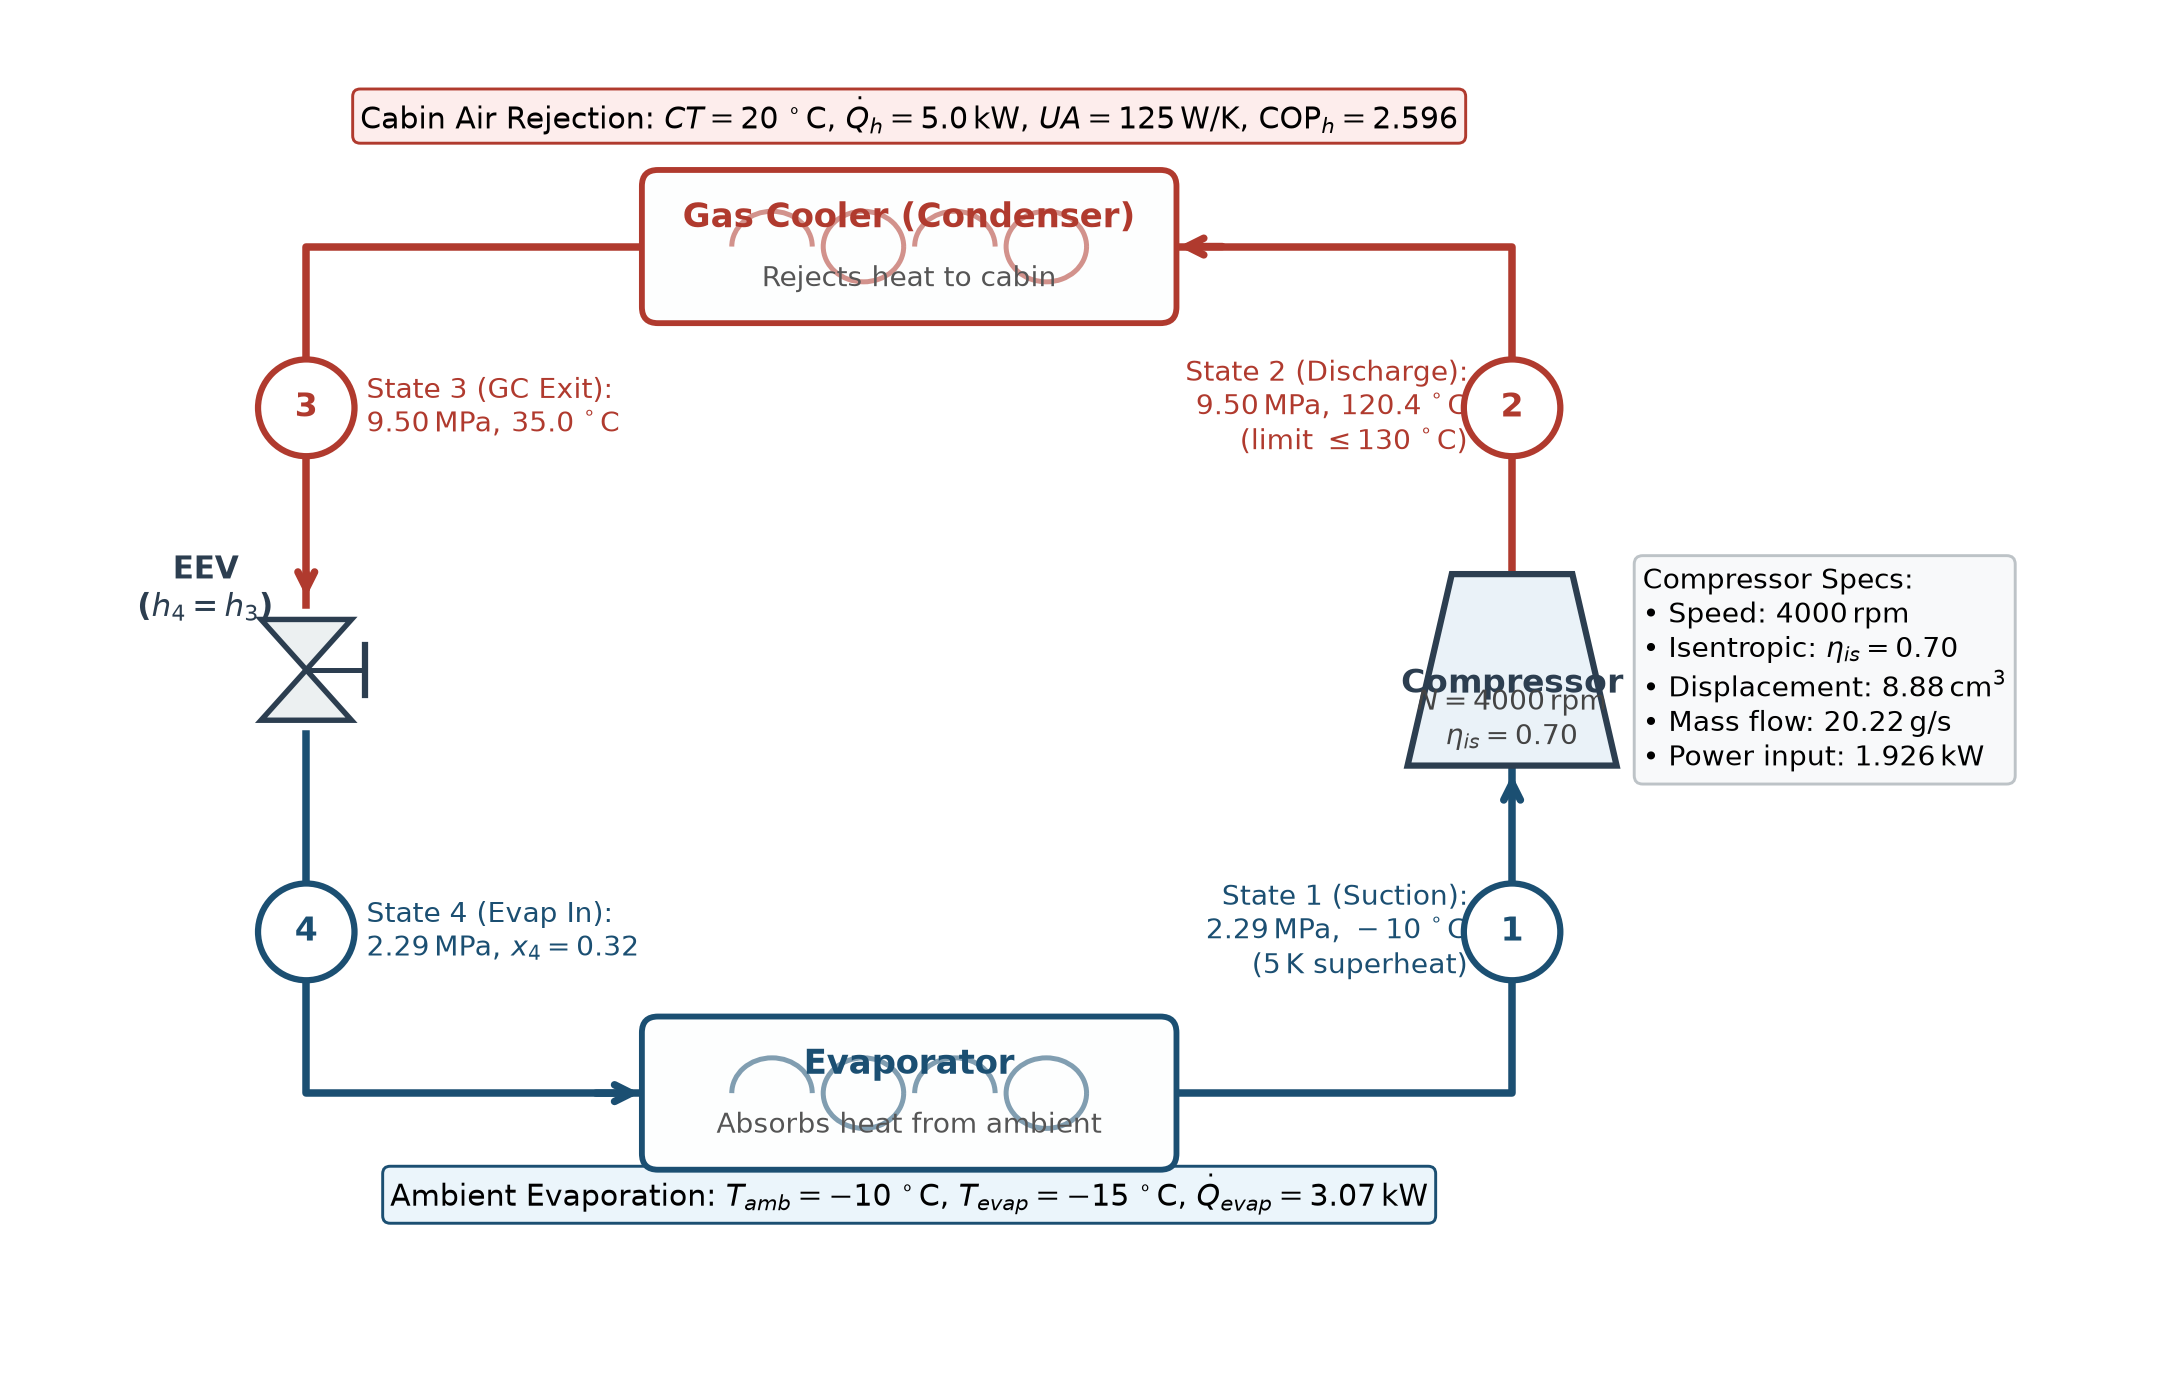 Cabin Air Rejection: CT = 20 °C, Q̇h = 5.0 kW, UA = 125 W/K, COPh = 2.596
Gas Cooler (Condenser)
Rejects heat to cabin
3
State 3 (GC Exit):
9.50 MPa, 35.0 °C
State 2 (Discharge):
9.50 MPa, 120.4 °C
(limit ≤ 130 °C)
2
EEV
(h4 = h3)
Compressor
N = 4000 rpm
ηis = 0.70
Compressor Specs:
• Speed: 4000 rpm
• Isentropic: ηis = 0.70
• Displacement: 8.88 cm³
• Mass flow: 20.22 g/s
• Power input: 1.926 kW
4
State 4 (Evap In):
2.29 MPa, x4 = 0.32
State 1 (Suction):
2.29 MPa, −10 °C
(5 K superheat)
1
Evaporator
Absorbs heat from ambient
Ambient Evaporation: Tamb = −10 °C, Tevap = −15 °C, Q̇evap = 3.07 kW